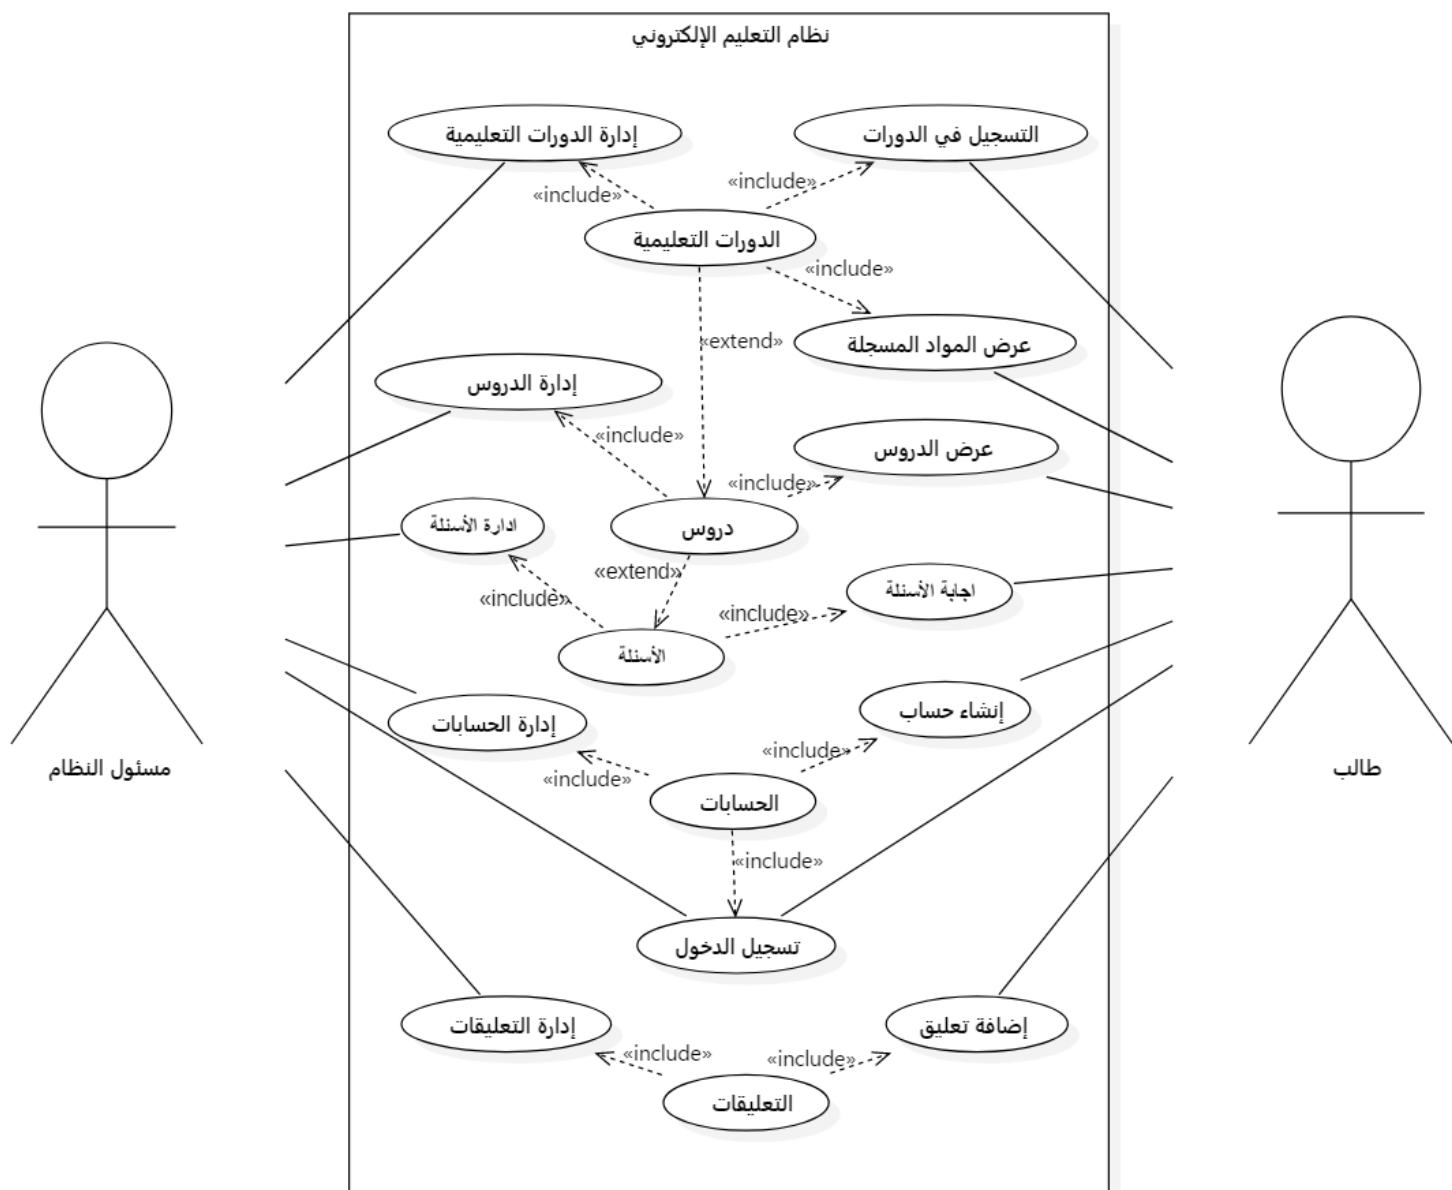 نظام التعليم الإلكتروني
التسجيل في الدورات
إدارة الدورات التعليمية
«include»
«include»
الدورات التعليمية
«include»
«extend»
عرض المواد المسجلة
إدارة الدروس
«include»
عرض الدروس
«include»
ادارة الأسئلة
دروس
«extend»
اجابة الأسئلة
«include»
«include»
الأسئلة
إنشاء حساب
إدارة الحسابات
«include»
طالب
مسئول النظام
«include»
الحسابات
«include»
تسجيل الدخول
إضافة تعليق
إدارة التعليقات
«include»
«include»
التعليقات